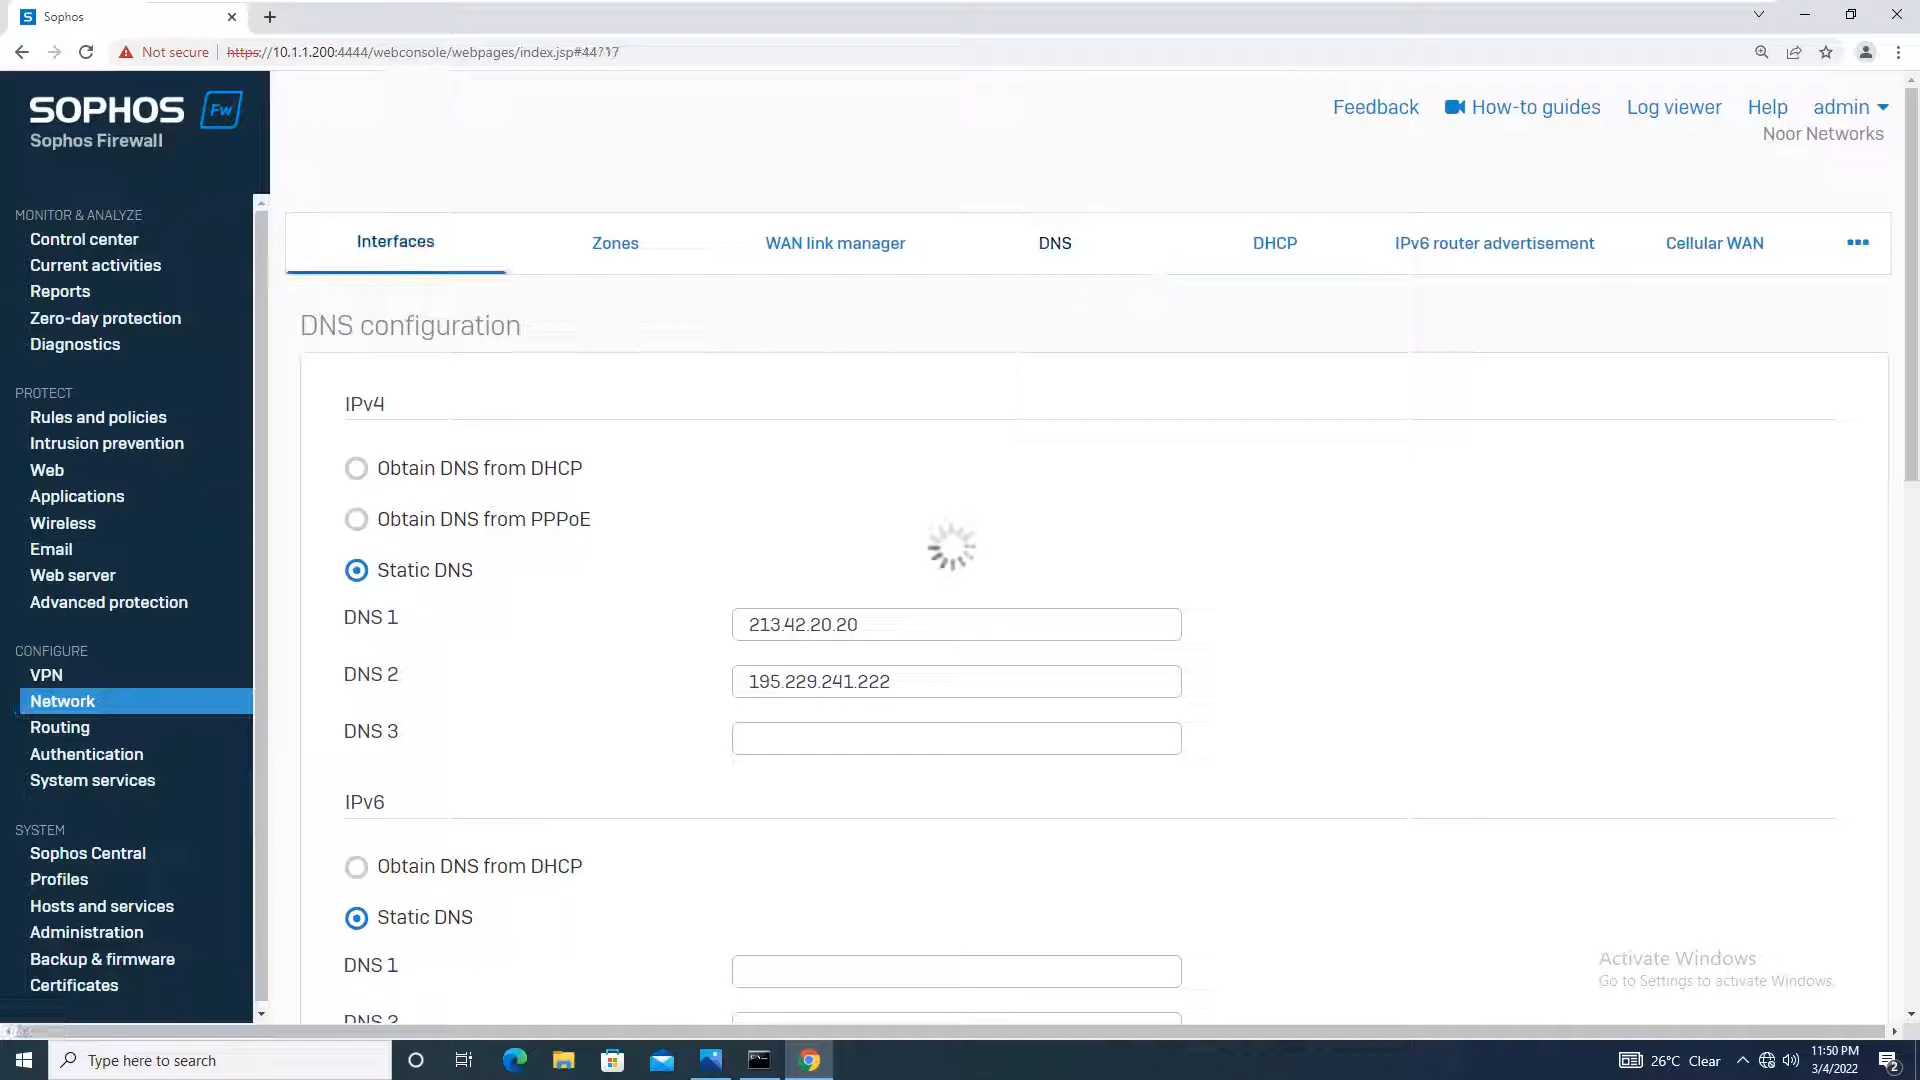 Sophos
Not secure
https://10.1.1.200:4444/webconsole/webpages/index.jsp#44717
SOPHOS Fw
Sophos Firewall
Feedback
How-to guides
Log viewer
Help
admin
Noor Networks
MONITOR & ANALYZE
Control center
Current activities
Reports
Zero-day protection
Diagnostics
PROTECT
Rules and policies
Intrusion prevention
Web
Applications
Wireless
Email
Web server
Advanced protection
CONFIGURE
VPN
Network
Routing
Authentication
System services
SYSTEM
Sophos Central
Profiles
Hosts and services
Administration
Backup & firmware
Certificates
Interfaces
Zones
WAN link manager
DNS
DHCP
IPv6 router advertisement
Cellular WAN
DNS configuration
IPv4
Obtain DNS from DHCP
Obtain DNS from PPPoE
Static DNS
DNS 1
213.42.20.20
DNS 2
195.229.241.222
DNS 3
IPv6
Obtain DNS from DHCP
Static DNS
DNS 1
DNS 2
Activate Windows
Go to Settings to activate Windows.
Type here to search
26°C Clear
11:50 PM
3/4/2022
2